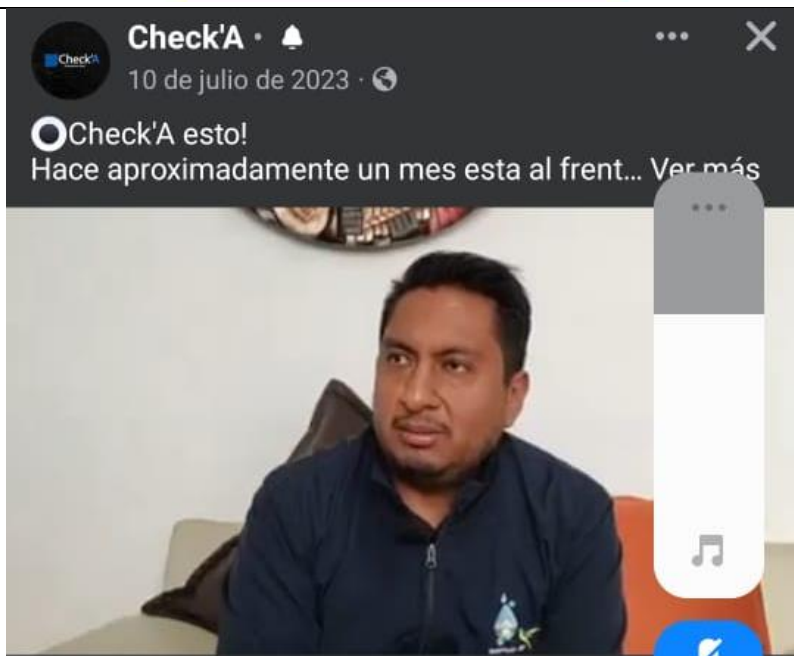 Check'A
Check'A ·
10 de julio de 2023 ·
Check'A esto!
Hace aproximadamente un mes esta al frent... Ver más